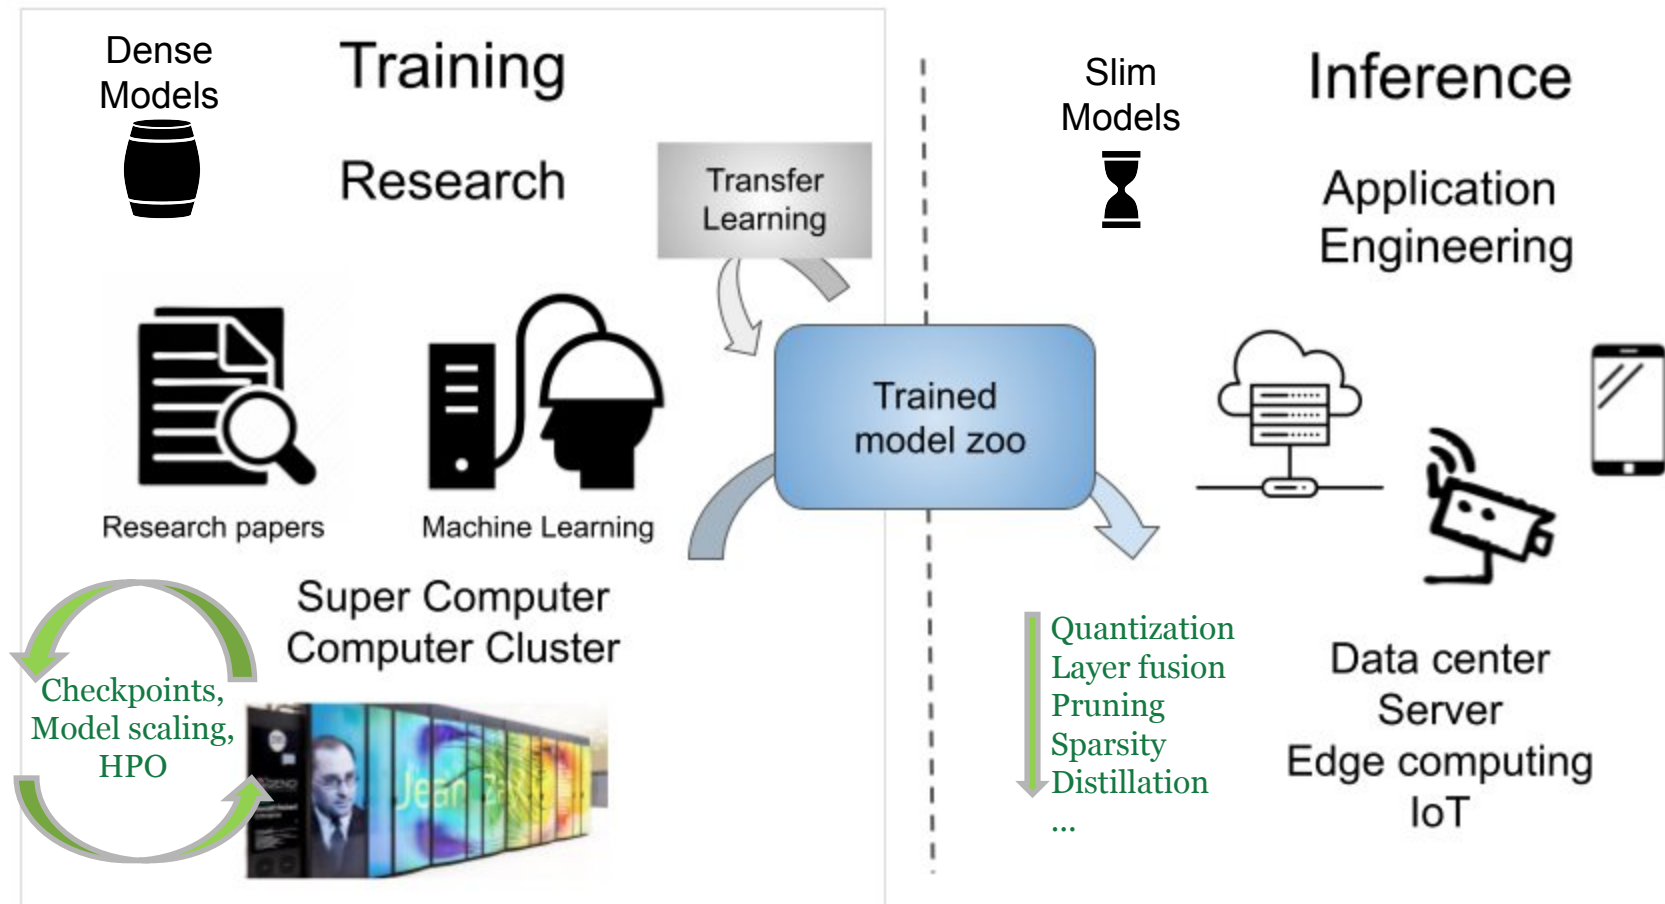 Dense
Models
Training
Research
Transfer
Learning
Research papers
Machine Learning
Super Computer
Computer Cluster
Checkpoints,
Model scaling,
HPO
Jean Z
Trained
model zoo
Slim
Models
Inference
Application
Engineering
Quantization
Layer fusion
Pruning
Sparsity
Distillation
...
Data center
Server
Edge computing
IoT